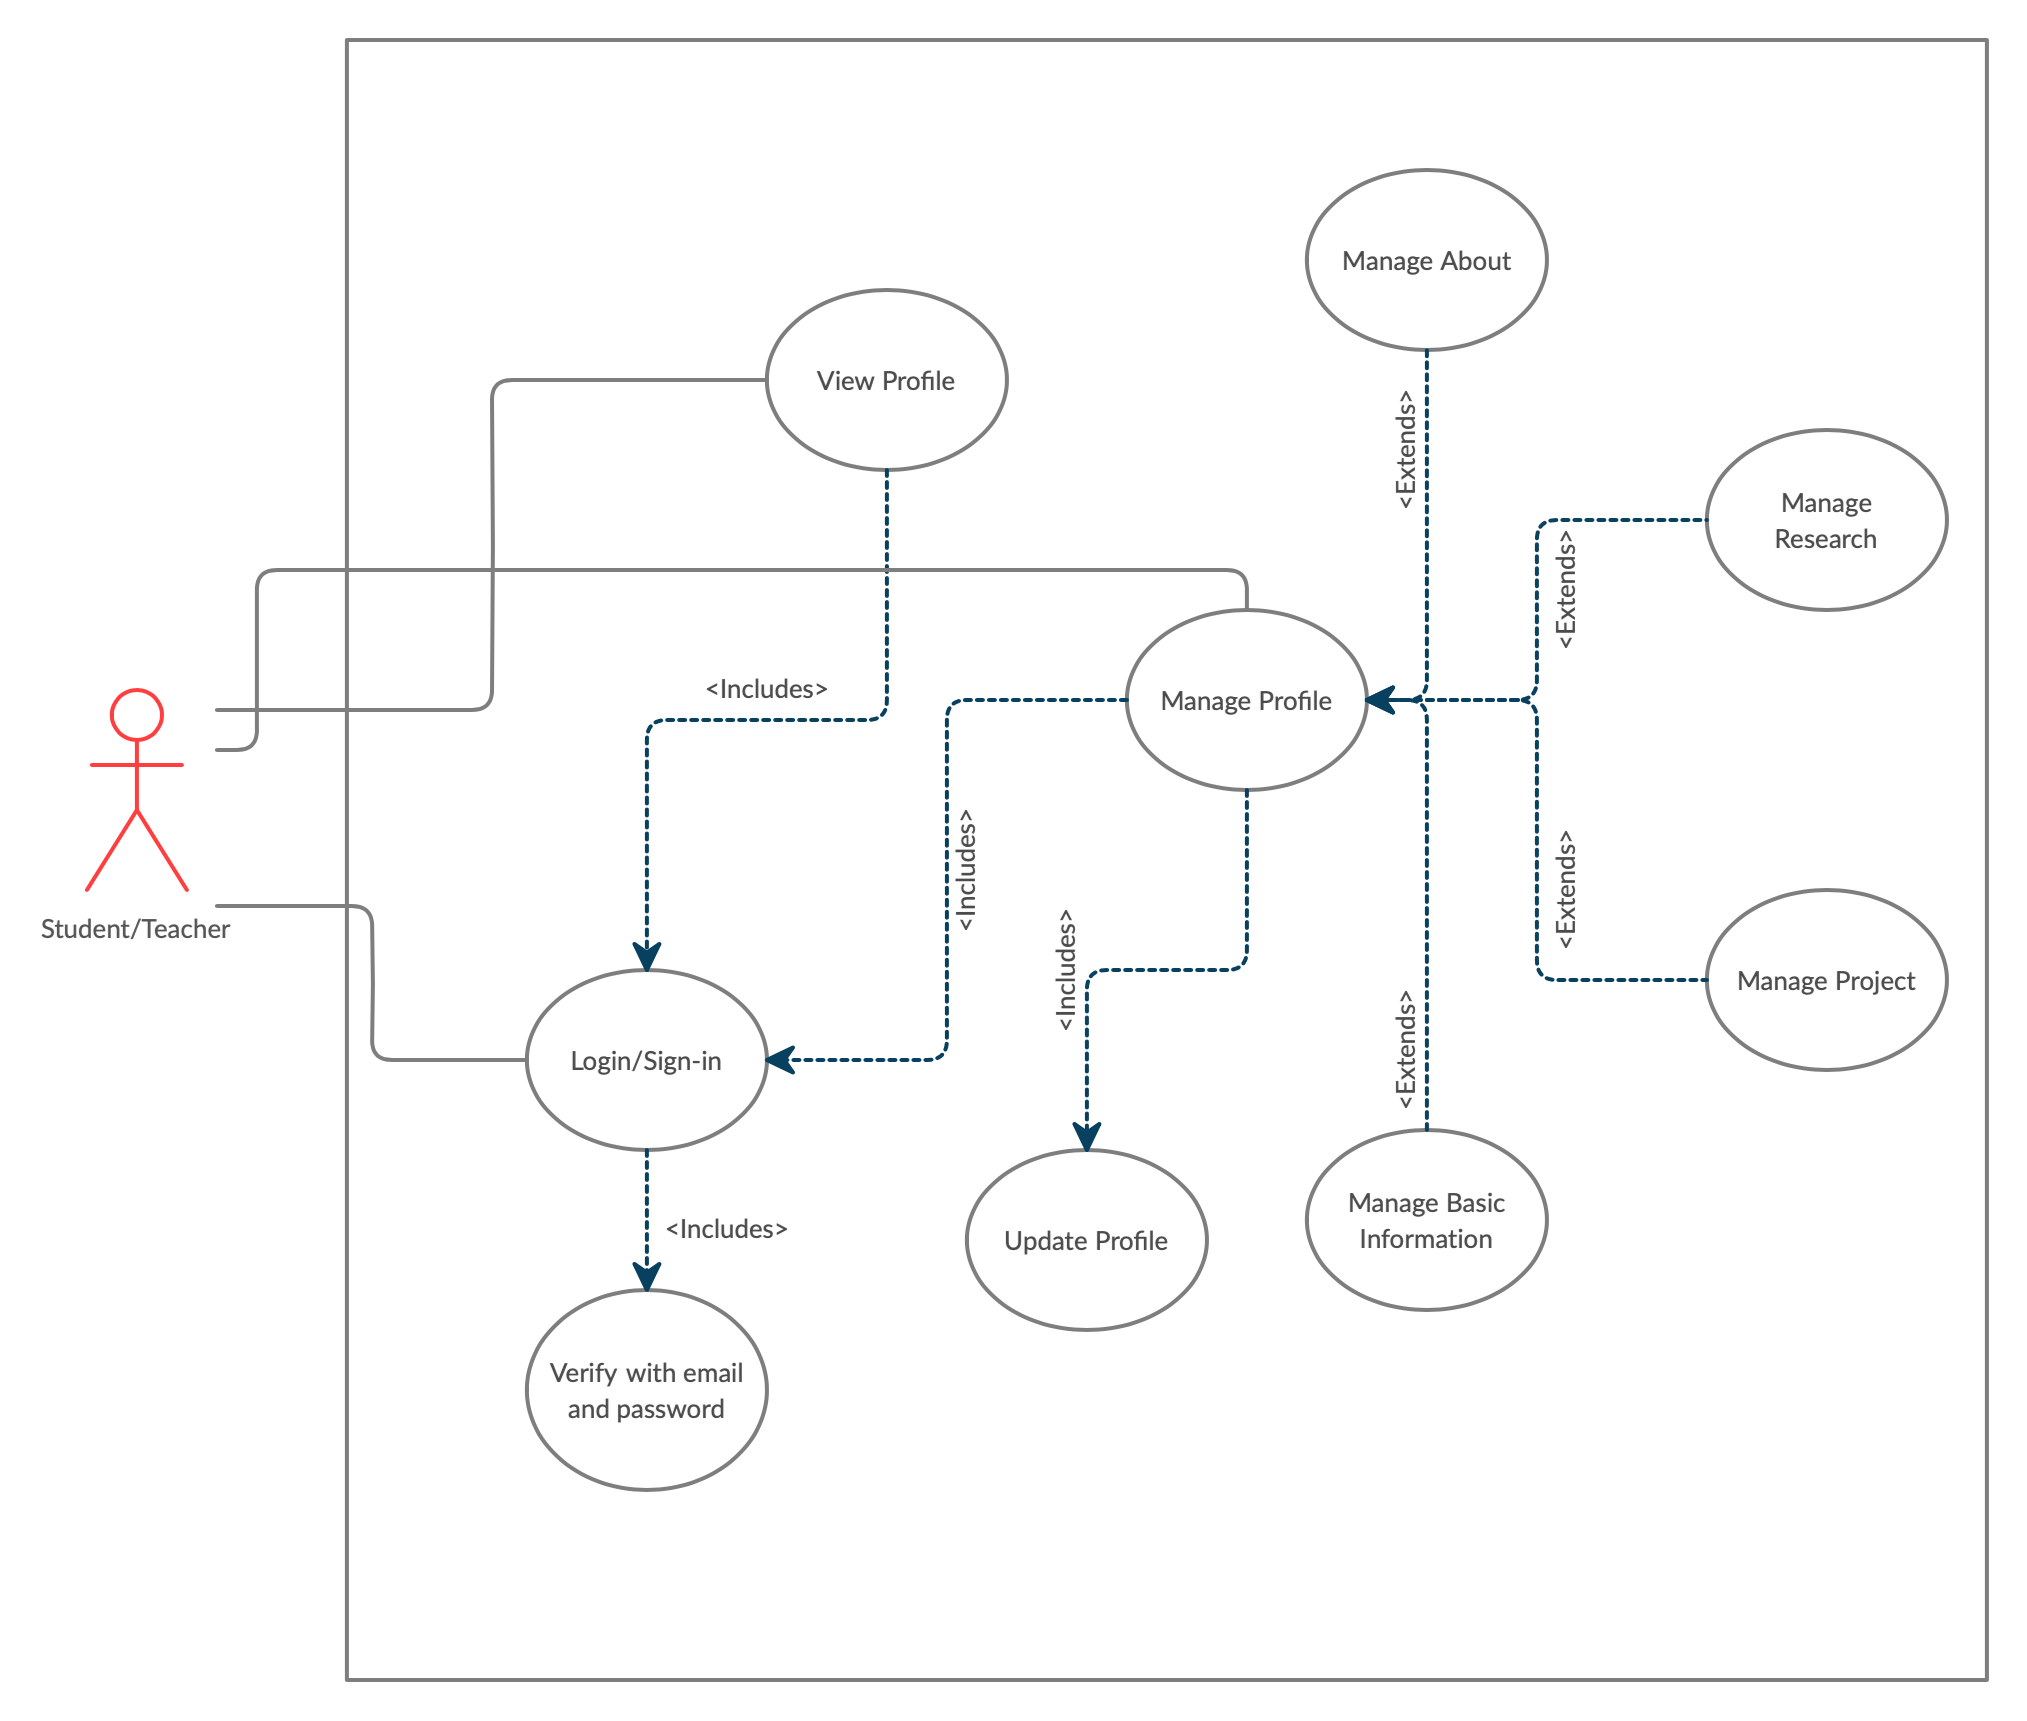 Manage About
View Profile
<Extends>
Manage
Research
<Extends>
<Includes>
Manage Profile
<Includes>
<Extends>
Student/Teacher
<Includes>
Manage Project
Login/Sign-in
<Extends>
<Includes>
Update Profile
Manage Basic
Information
Verify with email
and password